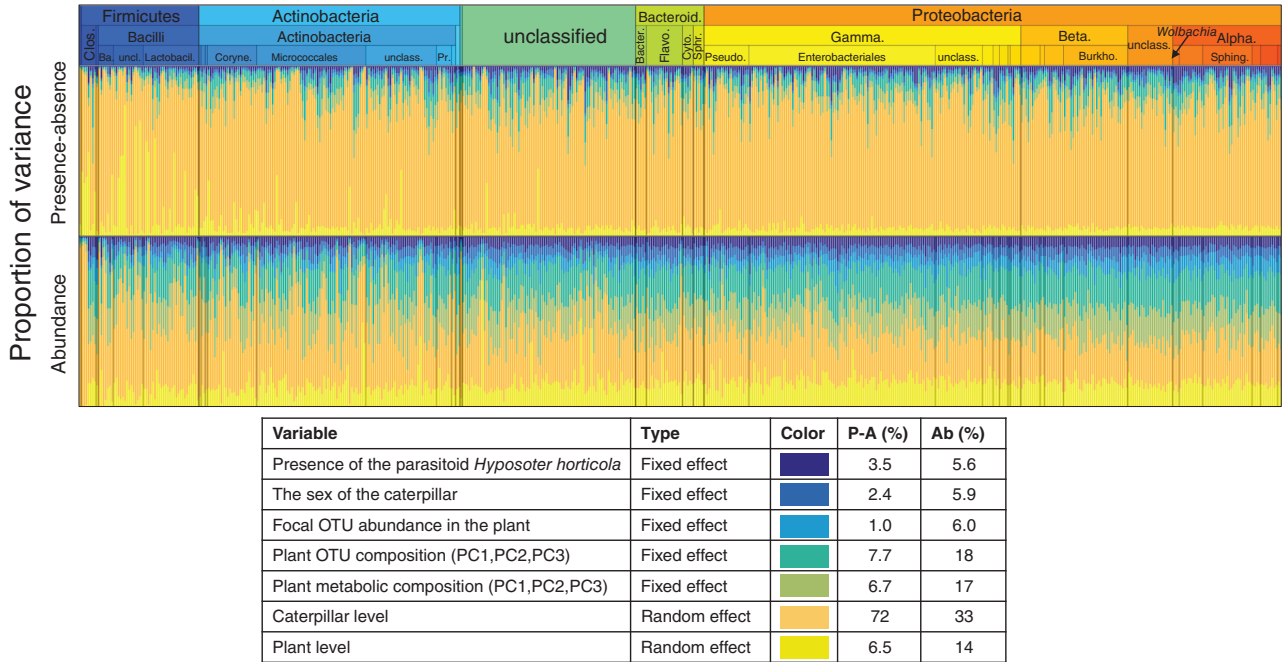 Firmicutes Actinobacteria unclassified Bacteroid. Proteobacteria
Clos. Bacilli Actinobacteria Bacter. Flavo. Cyto. Sphr. Gamma. Beta. unclass. Wolbachia Alpha.
Ba. uncl. Lactobacil. Coryne. Micrococcales unclass. Pr. Pseudo. Enterobacteriales unclass. Burkho. Sphing.
Proportion of variance
Presence-absence
Abundance
Variable Type Color P-A (%) Ab (%)
Presence of the parasitoid Hyposoter horticola Fixed effect 3.5 5.6
The sex of the caterpillar Fixed effect 2.4 5.9
Focal OTU abundance in the plant Fixed effect 1.0 6.0
Plant OTU composition (PC1,PC2,PC3) Fixed effect 7.7 18
Plant metabolic composition (PC1,PC2,PC3) Fixed effect 6.7 17
Caterpillar level Random effect 72 33
Plant level Random effect 6.5 14